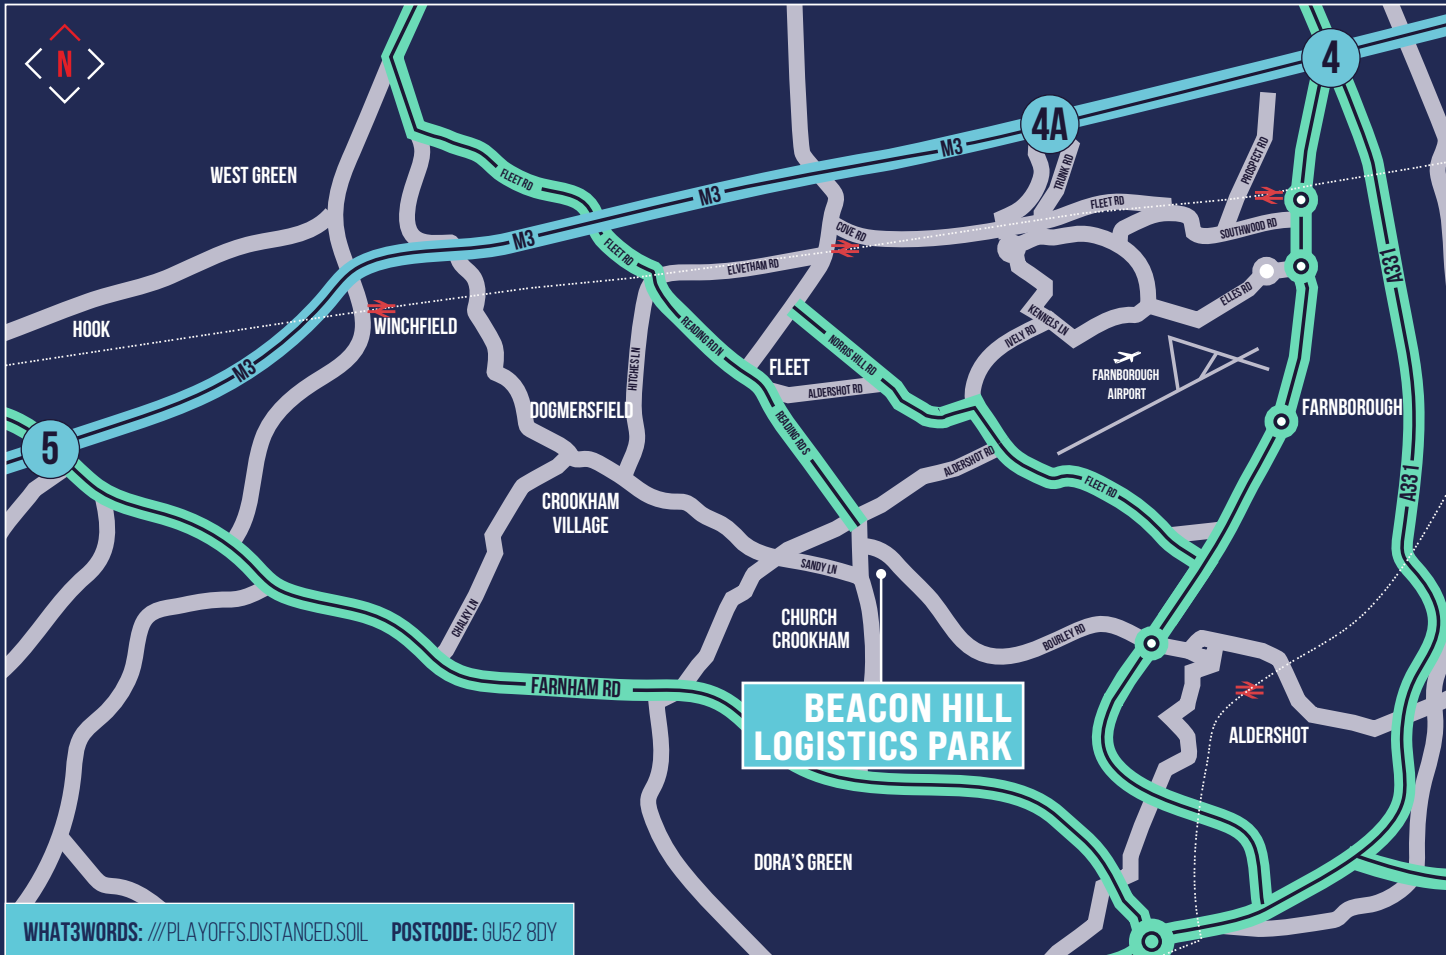 N
4
4A
M3
TRUNK RD
PROSPECT RD
WEST GREEN
FLEET RD
FLEET RD
M3
COVE RD
SOUTHWOOD RD
M3
FLEET RD
ELVETHAM RD
A331
ELLES RD
HOOK
WINCHFIELD
KENNELS LN
IVELY RD
READING RD N
NORRIS HILL RD
M3
HITCHES LN
FLEET
FARNBOROUGH
AIRPORT
ALDERSHOT RD
DOGMERSFIELD
FARNBOROUGH
READING RD S
5
ALDERSHOT RD
A331
FLEET RD
CROOKHAM
VILLAGE
SANDY LN
CHALKY LN
CHURCH
CROOKHAM
BOURLEY RD
FARNHAM RD
BEACON HILL
LOGISTICS PARK
ALDERSHOT
DORA'S GREEN
WHAT3WORDS: ///PLAYOFFS.DISTANCED.SOIL POSTCODE: GU52 8DY